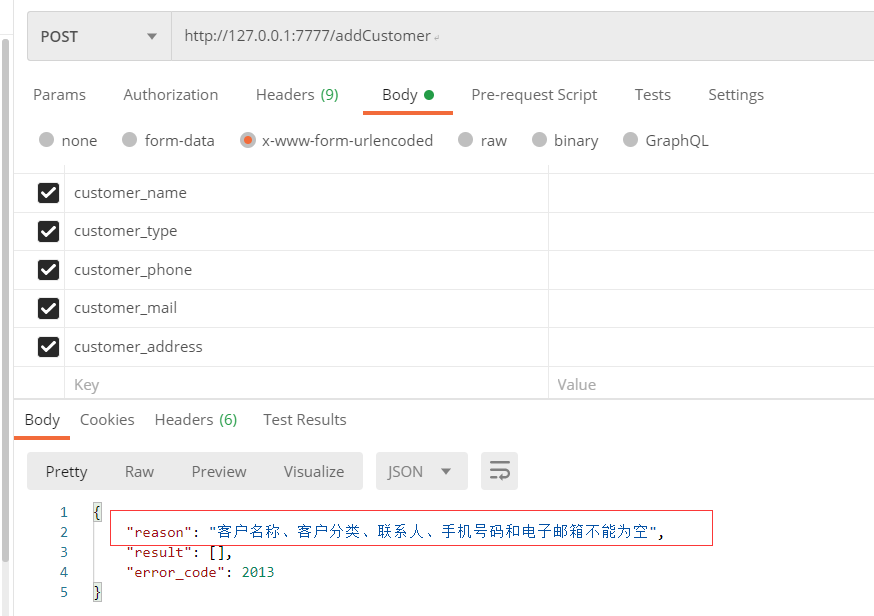 POST http://127.0.0.1:7777/addCustomer
Params Authorization Headers (9) Body Pre-request Script Tests Settings
none form-data x-www-form-urlencoded raw binary GraphQL
customer_name
customer_type
customer_phone
customer_mail
customer_address
Key Value
Body Cookies Headers (6) Test Results
Pretty Raw Preview Visualize JSON
1 {
2 "reason": "客户名称、客户分类、联系人、手机号码和电子邮箱不能为空",
3 "result": [],
4 "error_code": 2013
5 }